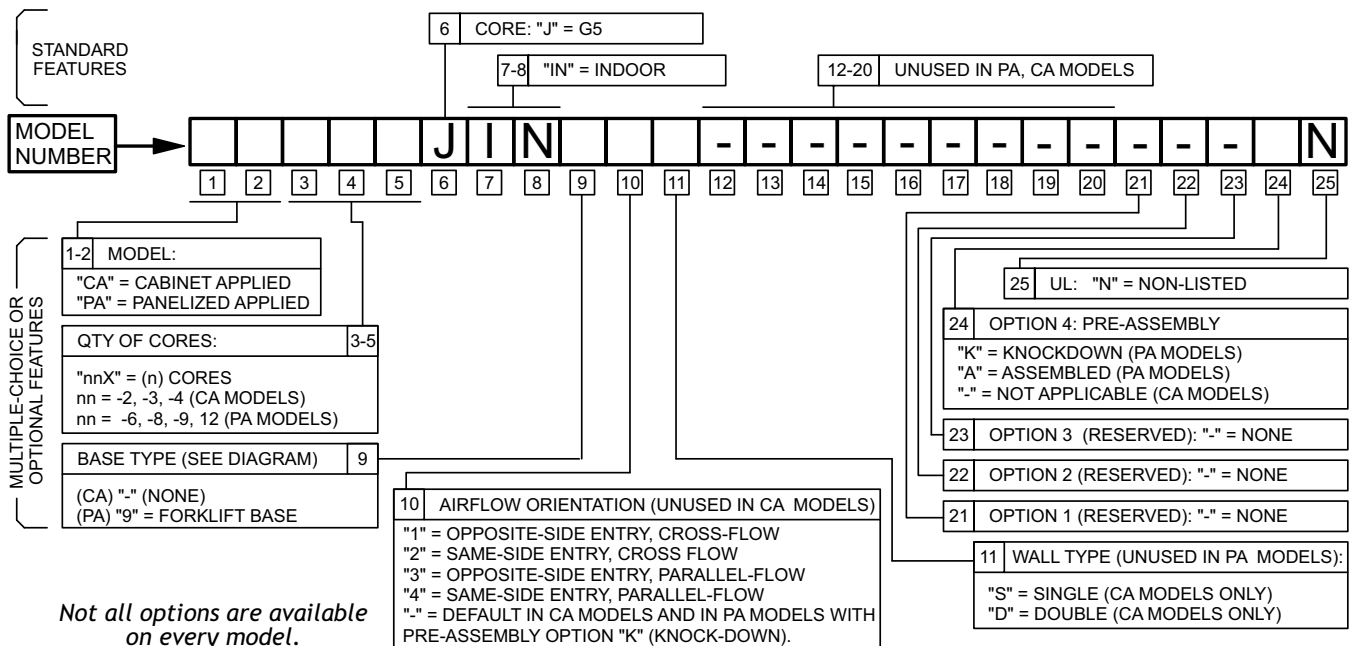 STANDARD
FEATURES
6 CORE: "J" = G5
7-8 "IN" = INDOOR
12-20 UNUSED IN PA, CA MODELS
MODEL
NUMBER
J I N - - - - - - - - - - - - N
1 2 3 4 5 6 7 8 9 10 11 12 13 14 15 16 17 18 19 20 21 22 23 24 25
MULTIPLE-CHOICE OR
OPTIONAL FEATURES
1-2 MODEL:
"CA" = CABINET APPLIED
"PA" = PANELIZED APPLIED
QTY OF CORES: 3-5
"nnX" = (n) CORES
nn = -2, -3, -4 (CA MODELS)
nn = -6, -8, -9, 12 (PA MODELS)
BASE TYPE (SEE DIAGRAM) 9
(CA) "-" (NONE)
(PA) "9" = FORKLIFT BASE
Not all options are available
on every model.
10 AIRFLOW ORIENTATION (UNUSED IN CA MODELS)
"1" = OPPOSITE-SIDE ENTRY, CROSS-FLOW
"2" = SAME-SIDE ENTRY, CROSS FLOW
"3" = OPPOSITE-SIDE ENTRY, PARALLEL-FLOW
"4" = SAME-SIDE ENTRY, PARALLEL-FLOW
"-" = DEFAULT IN CA MODELS AND IN PA MODELS WITH
PRE-ASSEMBLY OPTION "K" (KNOCK-DOWN).
25 UL: "N" = NON-LISTED
24 OPTION 4: PRE-ASSEMBLY
"K" = KNOCKDOWN (PA MODELS)
"A" = ASSEMBLED (PA MODELS)
"-" = NOT APPLICABLE (CA MODELS)
23 OPTION 3 (RESERVED): "-" = NONE
22 OPTION 2 (RESERVED): "-" = NONE
21 OPTION 1 (RESERVED): "-" = NONE
11 WALL TYPE (UNUSED IN PA MODELS):
"S" = SINGLE (CA MODELS ONLY)
"D" = DOUBLE (CA MODELS ONLY)